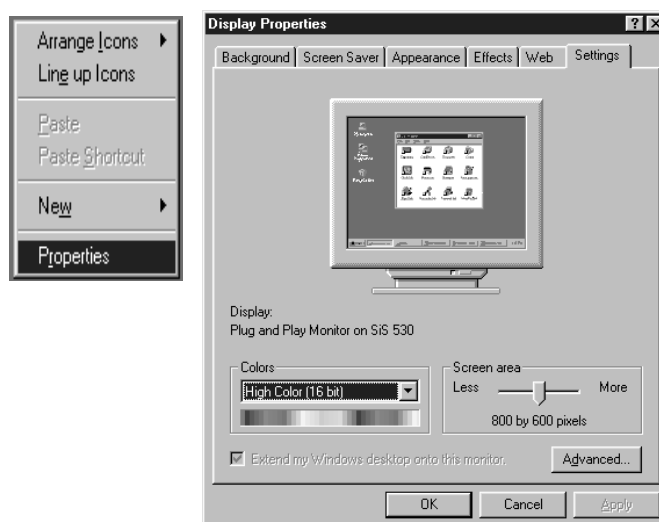 Arrange Icons
Line up Icons
Paste
Paste Shortcut
New
Properties
Display Properties
Background Screen Saver Appearance Effects Web Settings
Display:
Plug and Play Monitor on SiS 530
Colors
High Color (16 bit)
Screen area
Less More
800 by 600 pixels
Extend my Windows desktop onto this monitor.
Advanced...
OK Cancel Apply